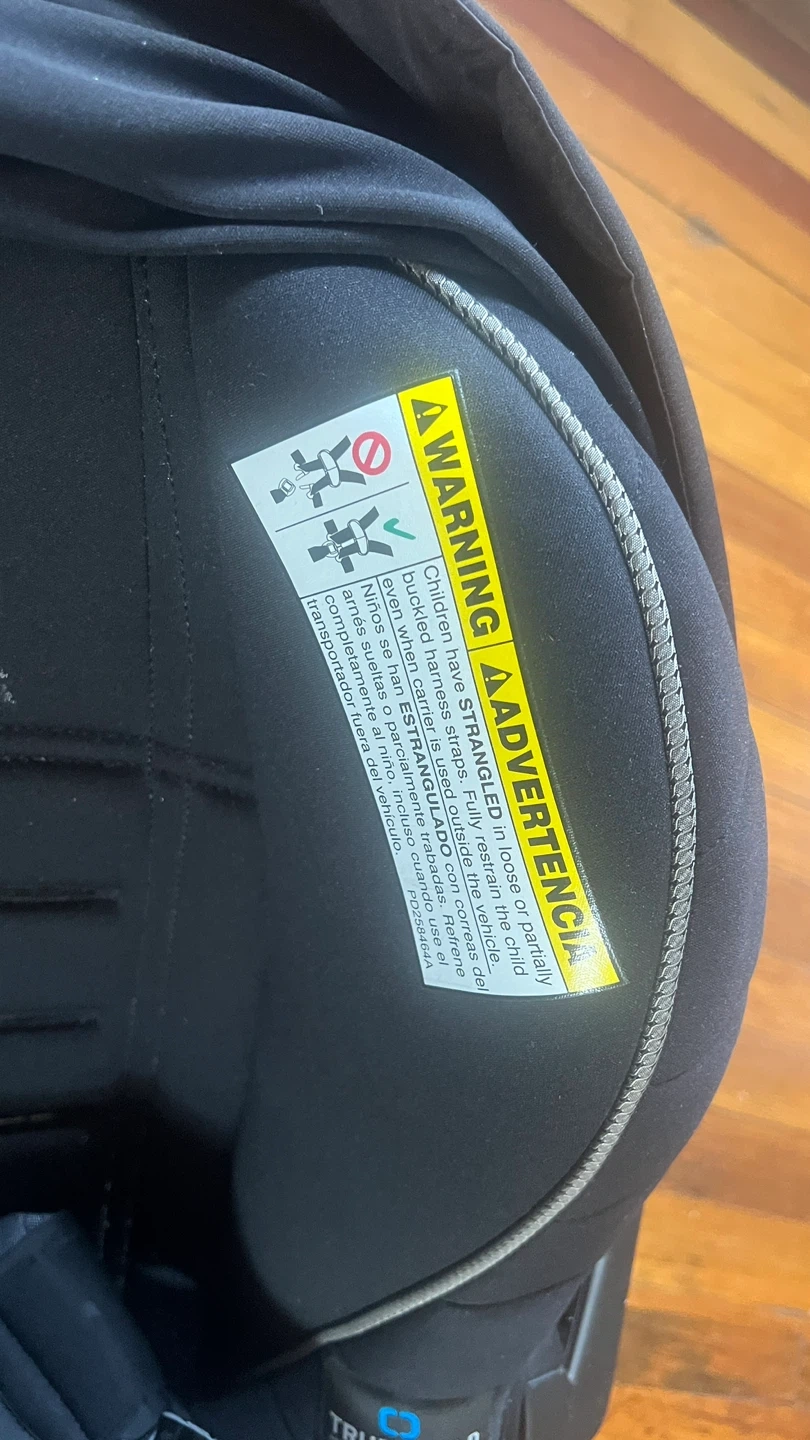 WARNING
ADVERTENCIA
Children have STRANGLED in loose or partially
buckled harness straps. Fully restrain the child
even when carrier is used outside the vehicle.
Niños se han ESTRANGULADO con correas del
arnés sueltas o parcialmente trabadas. Refrene
completamente al niño, incluso cuando use el
transportador fuera del vehículo.
PD258464A